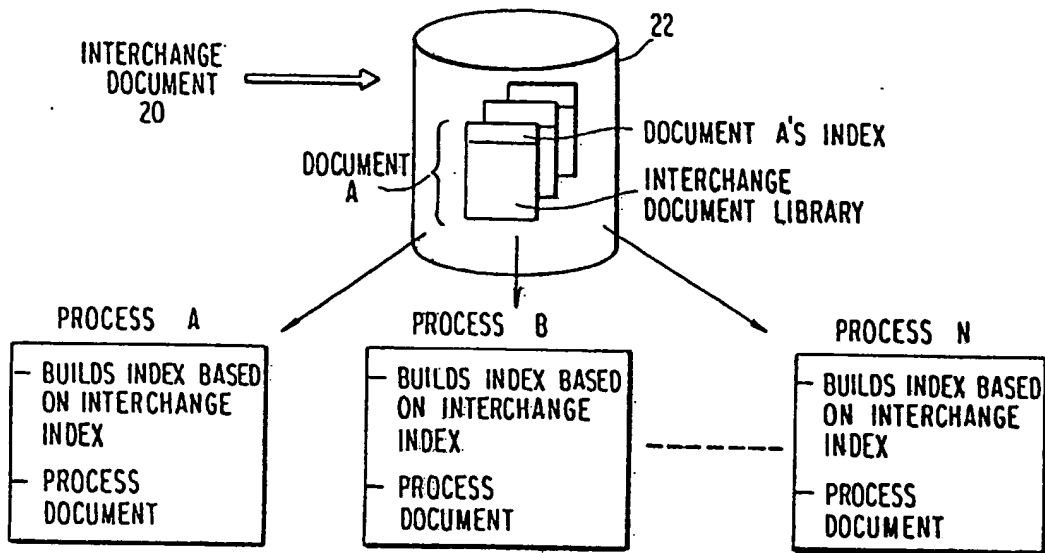 INTERCHANGE
DOCUMENT
20
22
DOCUMENT
A
DOCUMENT A'S INDEX
INTERCHANGE
DOCUMENT LIBRARY
PROCESS A
– BUILDS INDEX BASED
ON INTERCHANGE
INDEX
– PROCESS
DOCUMENT
PROCESS B
– BUILDS INDEX BASED
ON INTERCHANGE
INDEX
– PROCESS
DOCUMENT
PROCESS N
– BUILDS INDEX BASED
ON INTERCHANGE
INDEX
– PROCESS
DOCUMENT